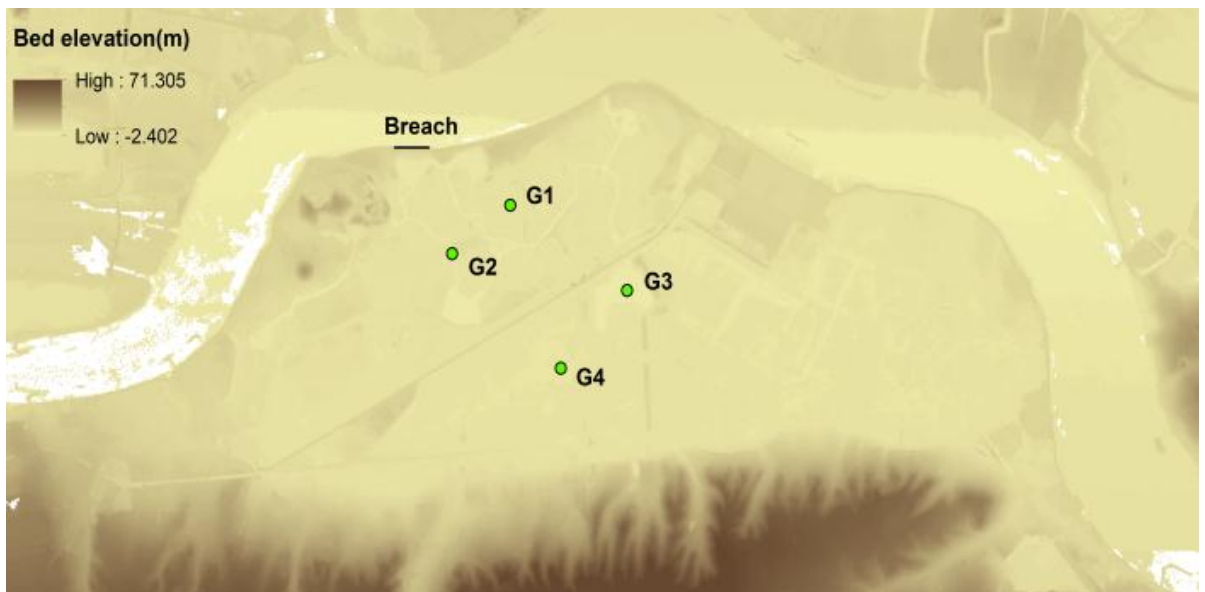 Bed elevation(m)
High : 71.305
Low : -2.402
Breach
G1
G2
G3
G4